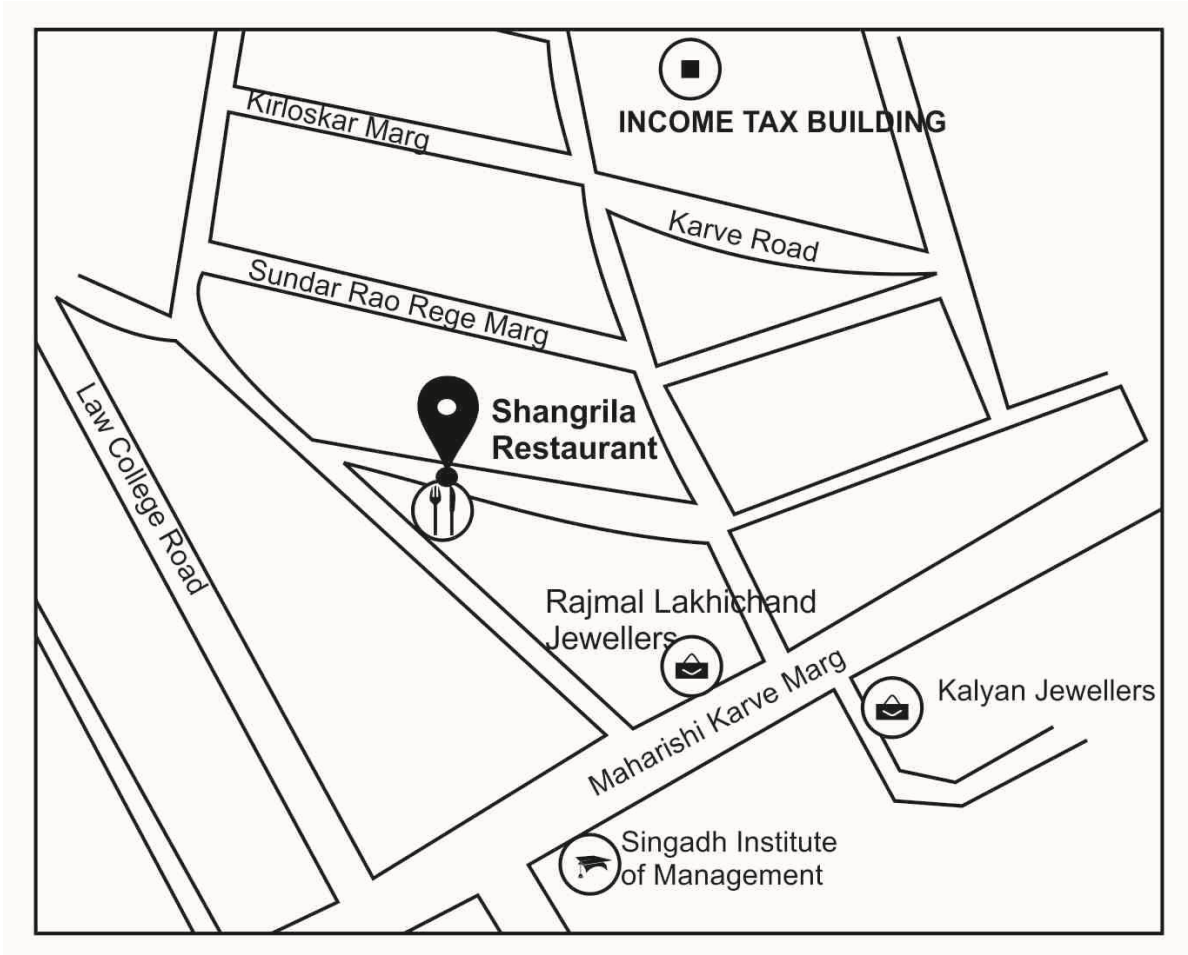 INCOME TAX BUILDING
Kirloskar Marg
Karve Road
Sundar Rao Rege Marg
Shangrila
Restaurant
Law College Road
Rajmal Lakhichand
Jewellers
Maharishi Karve Marg
Kalyan Jewellers
Singadh Institute
of Management